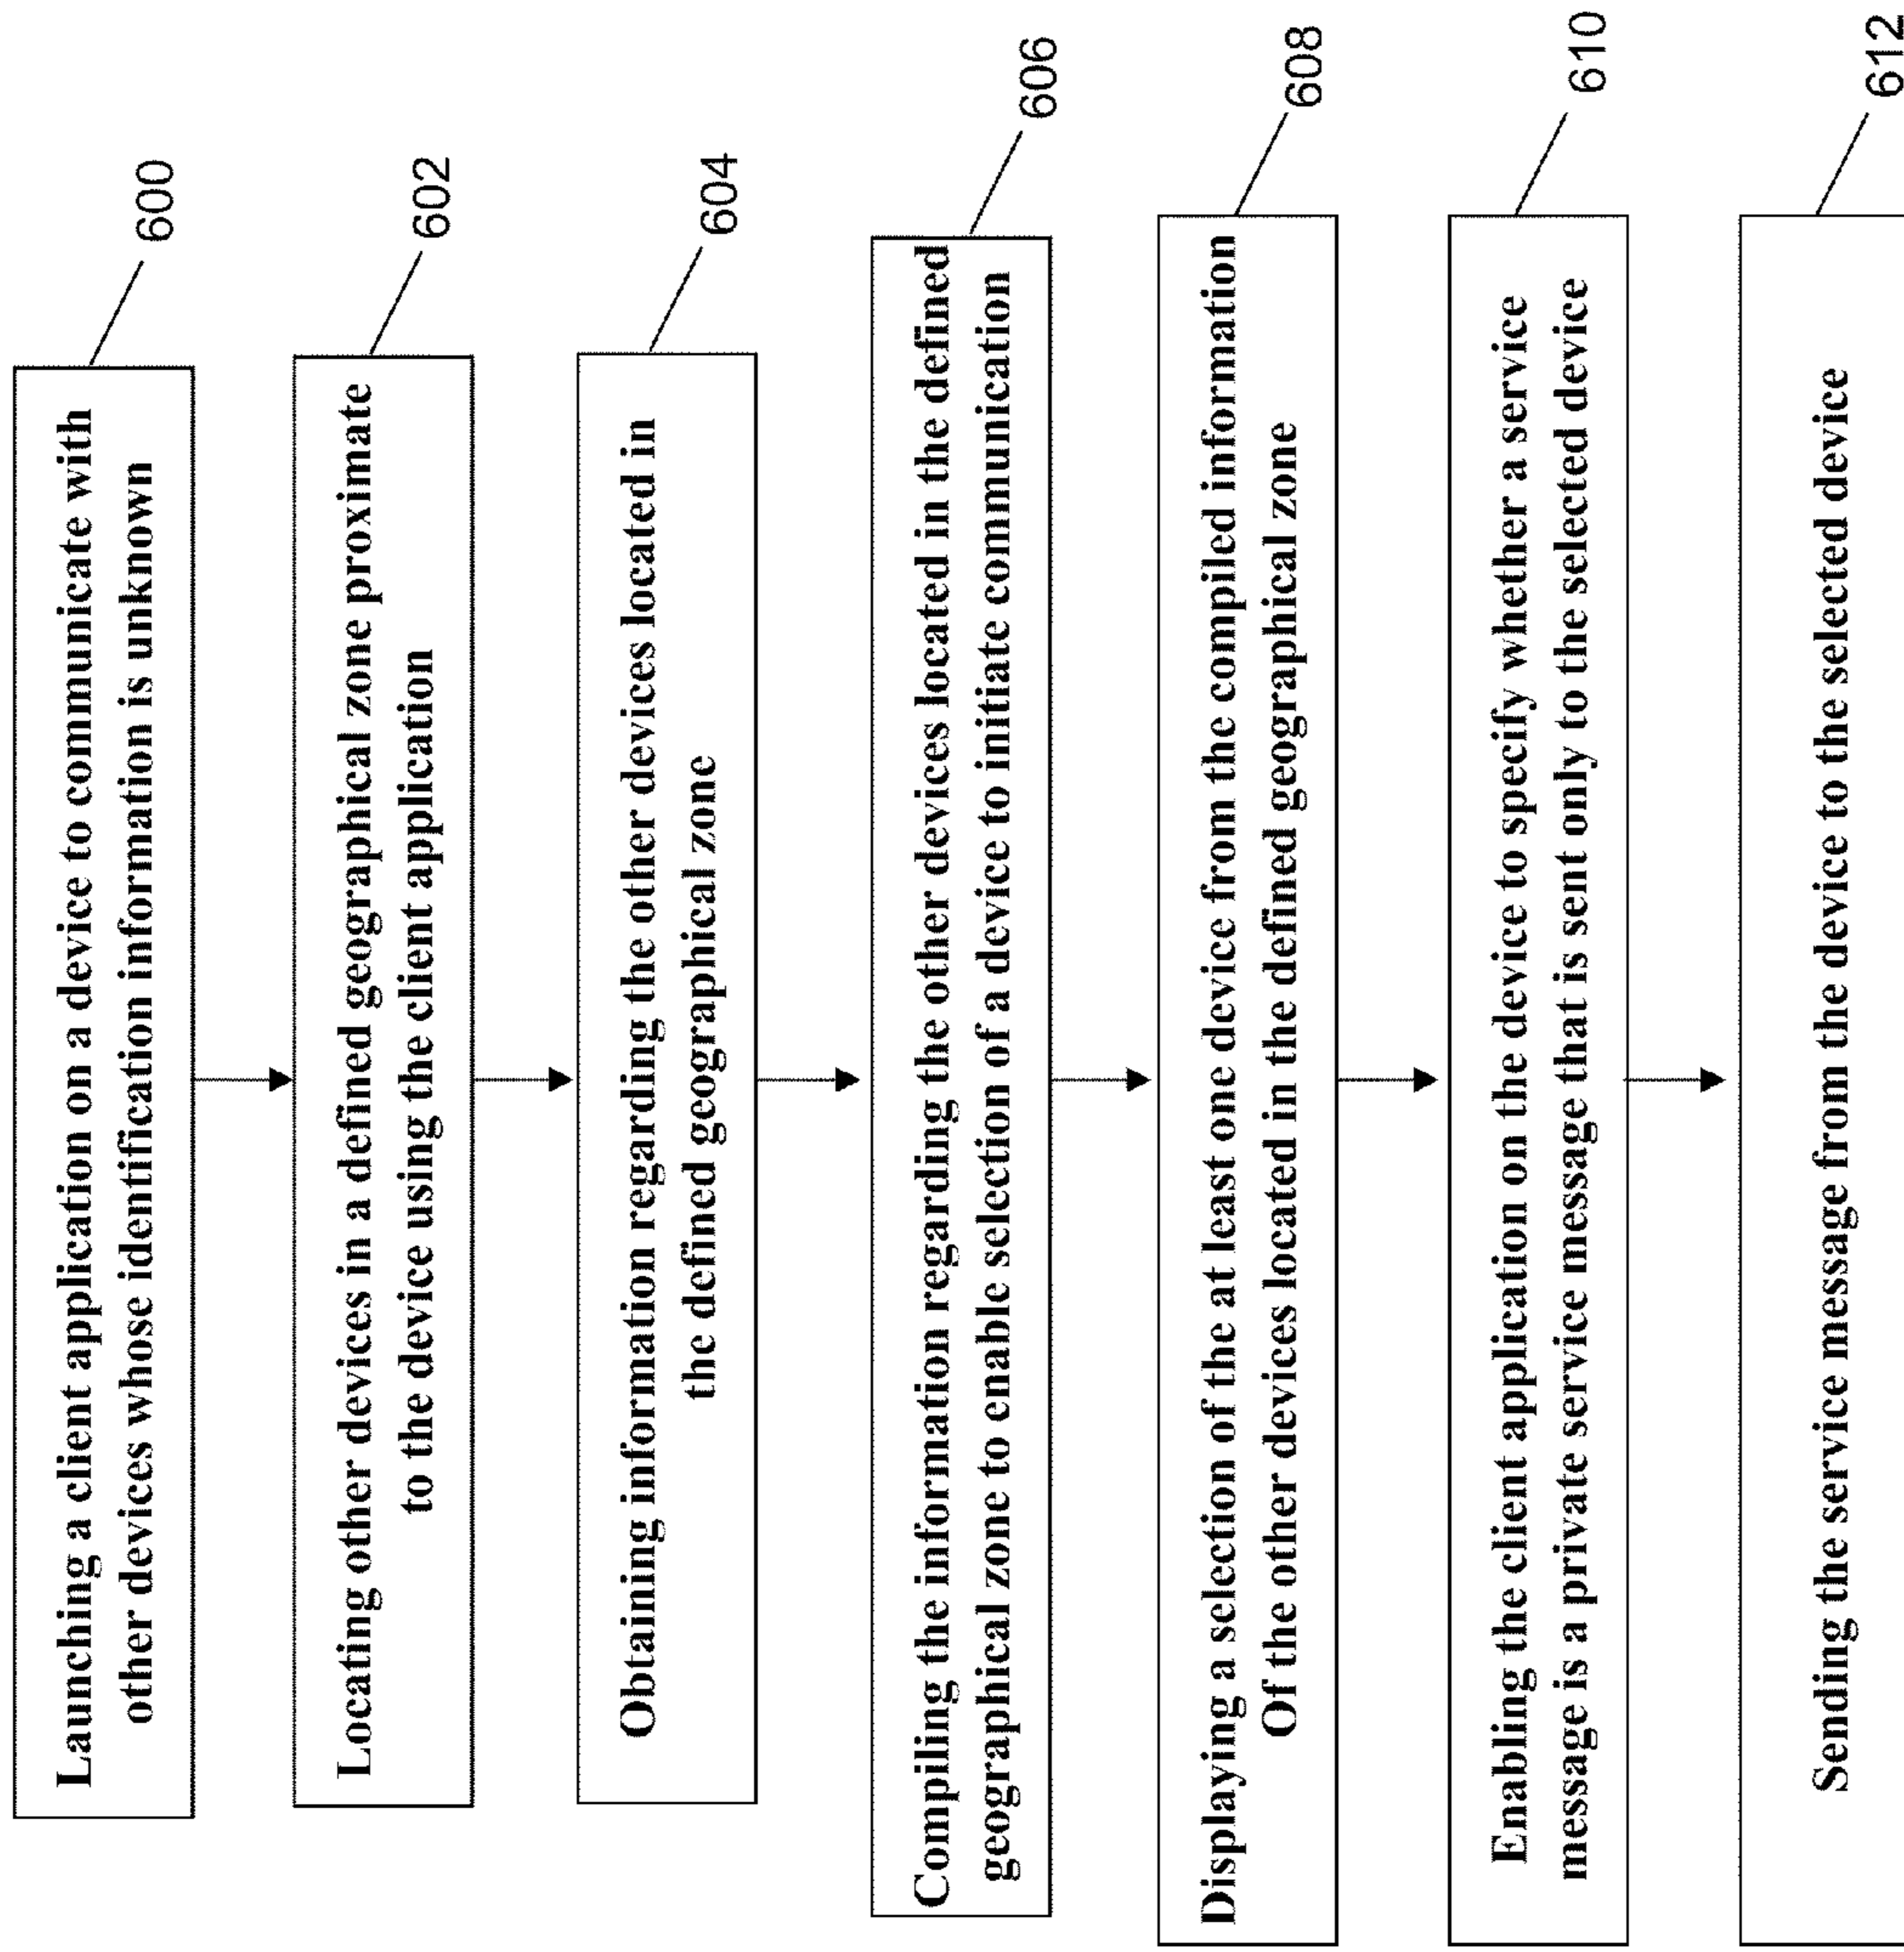 Launching a client application on a device to communicate with
other devices whose identification information is unknown
600
Locating other devices in a defined geographical zone proximate
to the device using the client application
602
Obtaining information regarding the other devices located in
the defined geographical zone
604
Compiling the information regarding the other devices located in the defined
geographical zone to enable selection of a device to initiate communication
606
Displaying a selection of the at least one device from the compiled information
Of the other devices located in the defined geographical zone
608
Enabling the client application on the device to specify whether a service
message is a private service message that is sent only to the selected device
610
Sending the service message from the device to the selected device
612